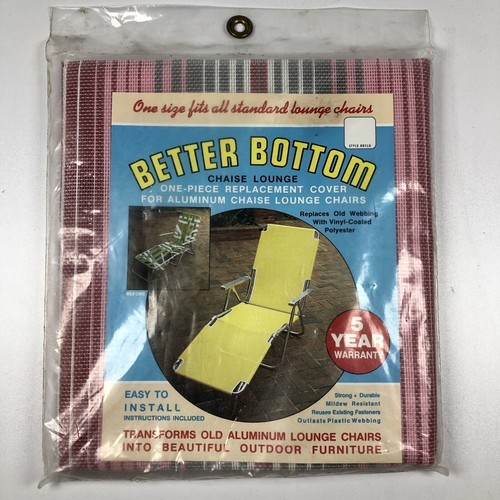 One size fits all standard lounge chairs
BETTER BOTTOM
CHAISE LOUNGE
ONE-PIECE REPLACEMENT COVER
FOR ALUMINUM CHAISE LOUNGE CHAIRS
Replaces Old Webbing
With Vinyl-Coated
Polyester
BEFORE
5
YEAR
WARRANTY
EASY TO
INSTALL
INSTRUCTIONS INCLUDED
Strong + Durable
Mildew Resistant
Reuses Existing Fasteners
Outlasts Plastic Webbing
TRANSFORMS OLD ALUMINUM LOUNGE CHAIRS
INTO BEAUTIFUL OUTDOOR FURNITURE.